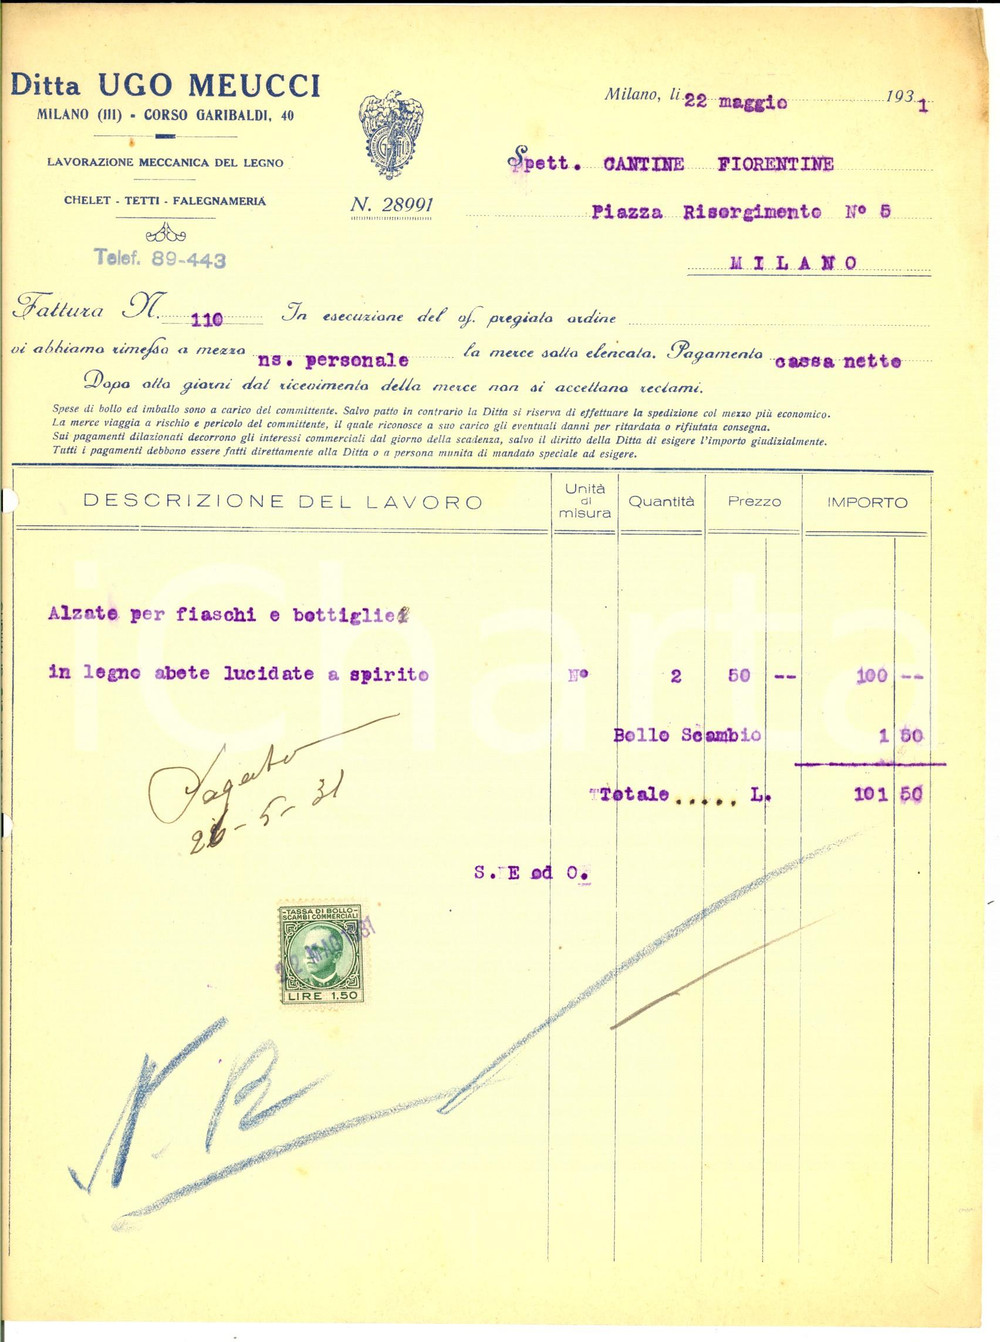 Ditta UGO MEUCCI
MILANO (III) - CORSO GARIBALDI, 40
LAVORAZIONE MECCANICA DEL LEGNO
CHELET - TETTI - FALEGNAMERIA
Telef. 89-443
N. 28991
Milano, li 22 maggio 1931
Spett. CANTINE FIORENTINE
Piazza Risorgimento N° 5
MILANO
Fattura N. 110 In esecuzione del of. pregiato ordine
vi abbiamo rimesso a mezzo ns. personale la merce sotto elencata. Pagamento cassa netto
Dopo otto giorni dal ricevimento della merce non si accettano reclami.
Spese di bollo ed imballo sono a carico del committente. Salvo patto in contrario la Ditta si riserva di effettuare la spedizione col mezzo più economico.
La merce viaggia a rischio e pericolo del committente, il quale riconosce a suo carico gli eventuali danni per ritardata o rifiutata consegna.
Sui pagamenti dilazionati decorrono gli interessi commerciali dal giorno della scadenza, salvo il diritto della Ditta di esigere l'importo giudizialmente.
Tutti i pagamenti debbono essere fatti direttamente alla Ditta o a persona munita di mandato speciale ad esigere.
DESCRIZIONE DEL LAVORO Unità di misura Quantità Prezzo IMPORTO
Alzate per fiaschi e bottiglie
in legno abete lucidate a spirito N° 2 50 -- 100 --
Bollo Scambio 1 50
Totale..... L. 101 50
Pagato
26-5-31
S. E ed O.
TASSA DI BOLLO
SCAMBI COMMERCIALI
22 MAG 1931
LIRE 1.50
N. B
iCharta